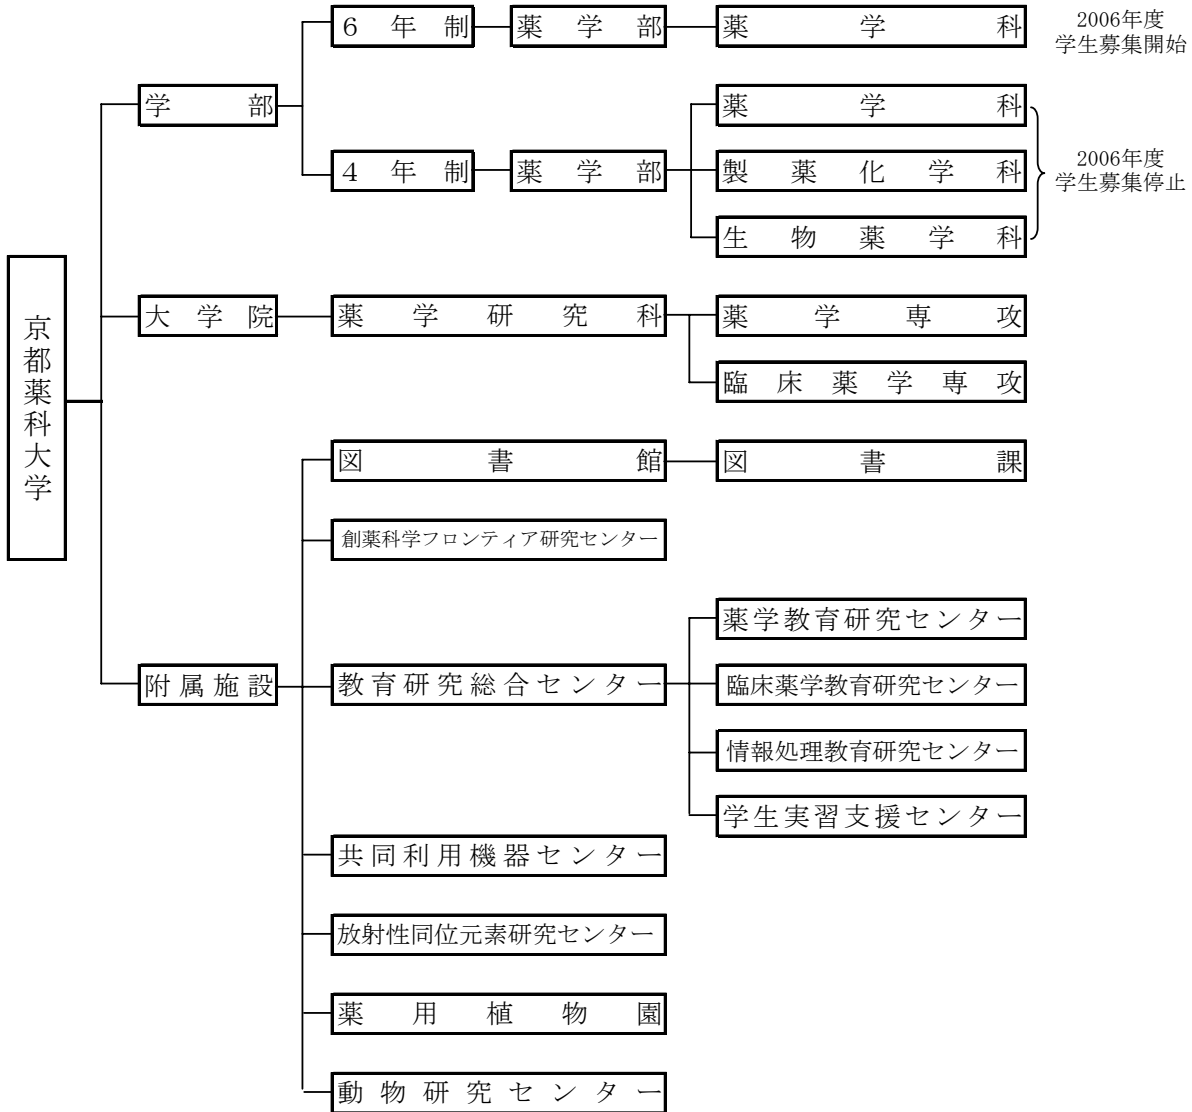 6年制
薬学部
薬学科
2006年度
学生募集開始
学部
薬学科
4年制
薬学部
製薬化学科
2006年度
学生募集停止
生物薬学科
京都薬科大学
大学院
薬学研究科
薬学専攻
臨床薬学専攻
図書館
図書課
創薬科学フロンティア研究センター
薬学教育研究センター
附属施設
教育研究総合センター
臨床薬学教育研究センター
情報処理教育研究センター
学生実習支援センター
共同利用機器センター
放射性同位元素研究センター
薬用植物園
動物研究センター